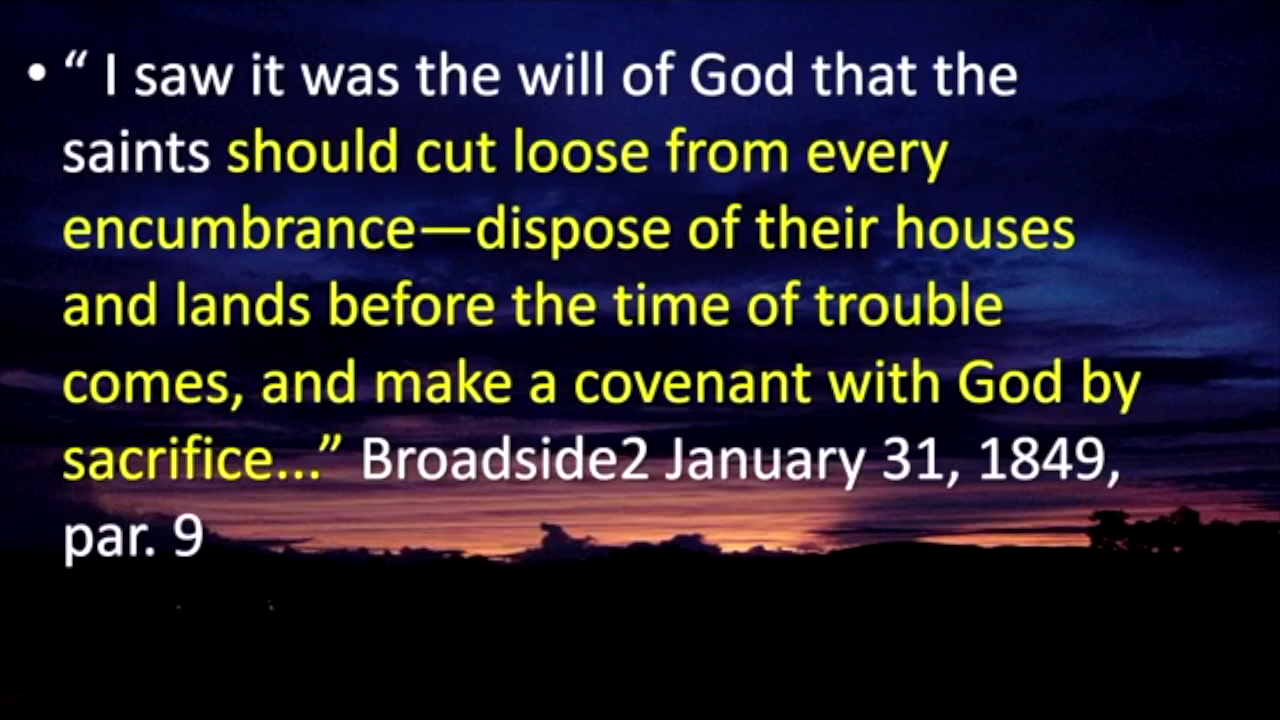 • “ I saw it was the will of God that the
saints should cut loose from every
encumbrance—dispose of their houses
and lands before the time of trouble
comes, and make a covenant with God by
sacrifice...” Broadside2 January 31, 1849,
par. 9